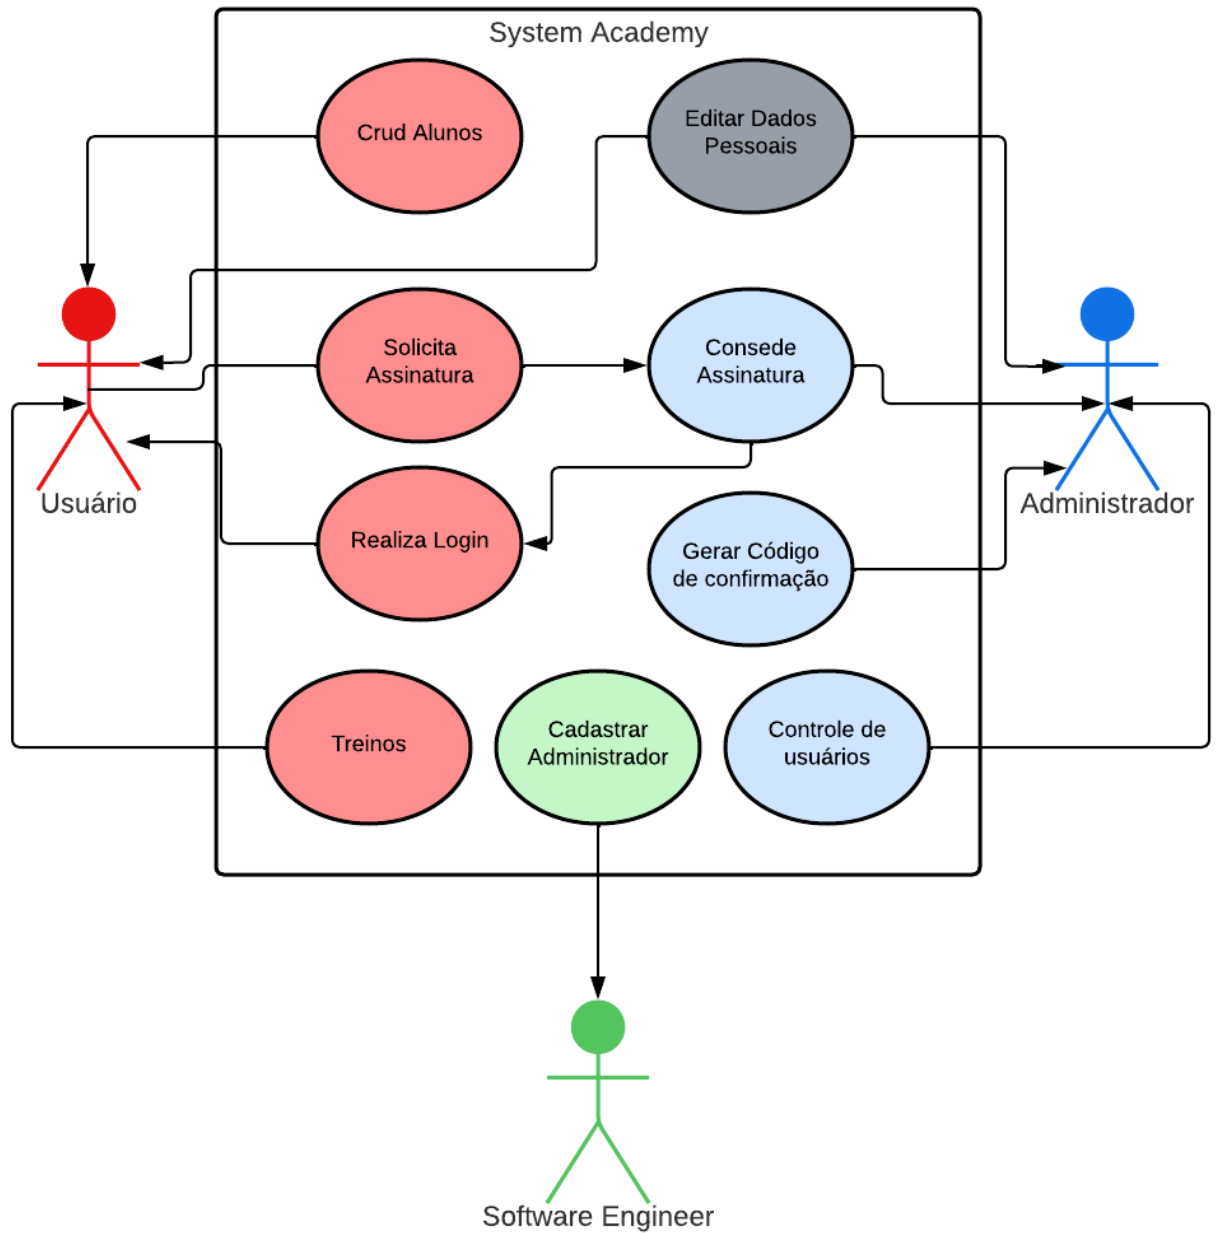 System Academy
Crud Alunos
Editar Dados
Pessoais
Solicita
Assinatura
Consede
Assinatura
Usuário
Administrador
Realiza Login
Gerar Código
de confirmação
Treinos
Cadastrar
Administrador
Controle de
usuários
Software Engineer